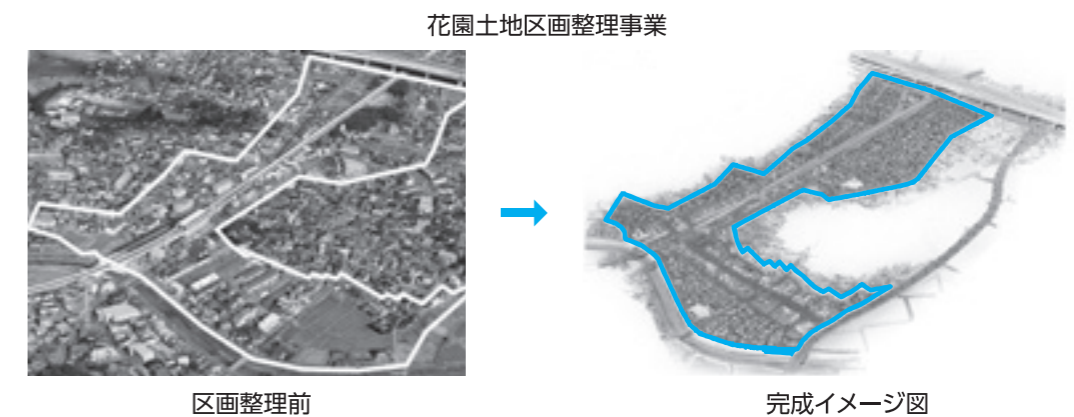 花園土地区画整理事業
区画整理前
完成イメージ図